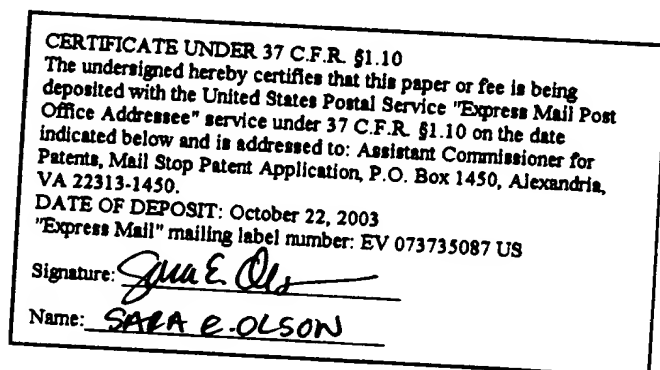 CERTIFICATE UNDER 37 C.F.R. §1.10
The undersigned hereby certifies that this paper or fee is being
deposited with the United States Postal Service "Express Mail Post
Office Addressee" service under 37 C.F.R. §1.10 on the date
indicated below and is addressed to: Assistant Commissioner for
Patents, Mail Stop Patent Application, P.O. Box 1450, Alexandria,
VA 22313-1450.
DATE OF DEPOSIT: October 22, 2003
"Express Mail" mailing label number: EV 073735087 US
Signature: Sara E. Ols
Name: SARA E. OLSON